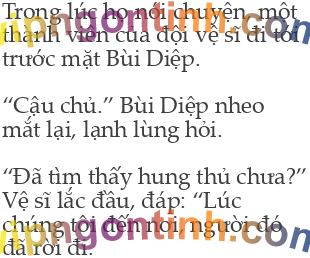 Trong lúc họ nói chuyện, một
thành viên của đội vệ sĩ đi tới
trước mặt Bùi Diệp.
“Cậu chủ.” Bùi Diệp nheo
mắt lại, lạnh lùng hỏi.
“Đã tìm thấy hung thủ chưa?”
Vệ sĩ lắc đầu, đáp: “Lúc
chúng tôi đến nơi, người đó
đã rời đi.